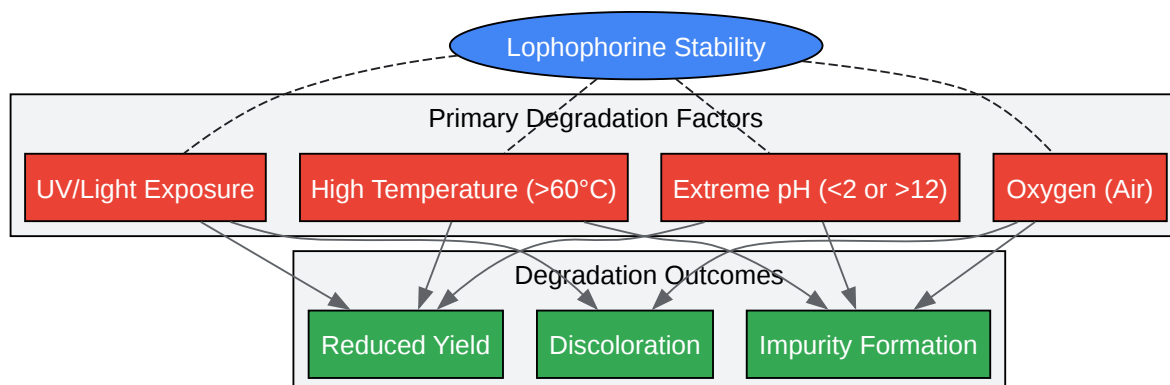 Lophophorine Stability
Primary Degradation Factors
UV/Light Exposure
High Temperature (>60°C)
Extreme pH (<2 or >12)
Oxygen (Air)
Degradation Outcomes
Reduced Yield
Discoloration
Impurity Formation